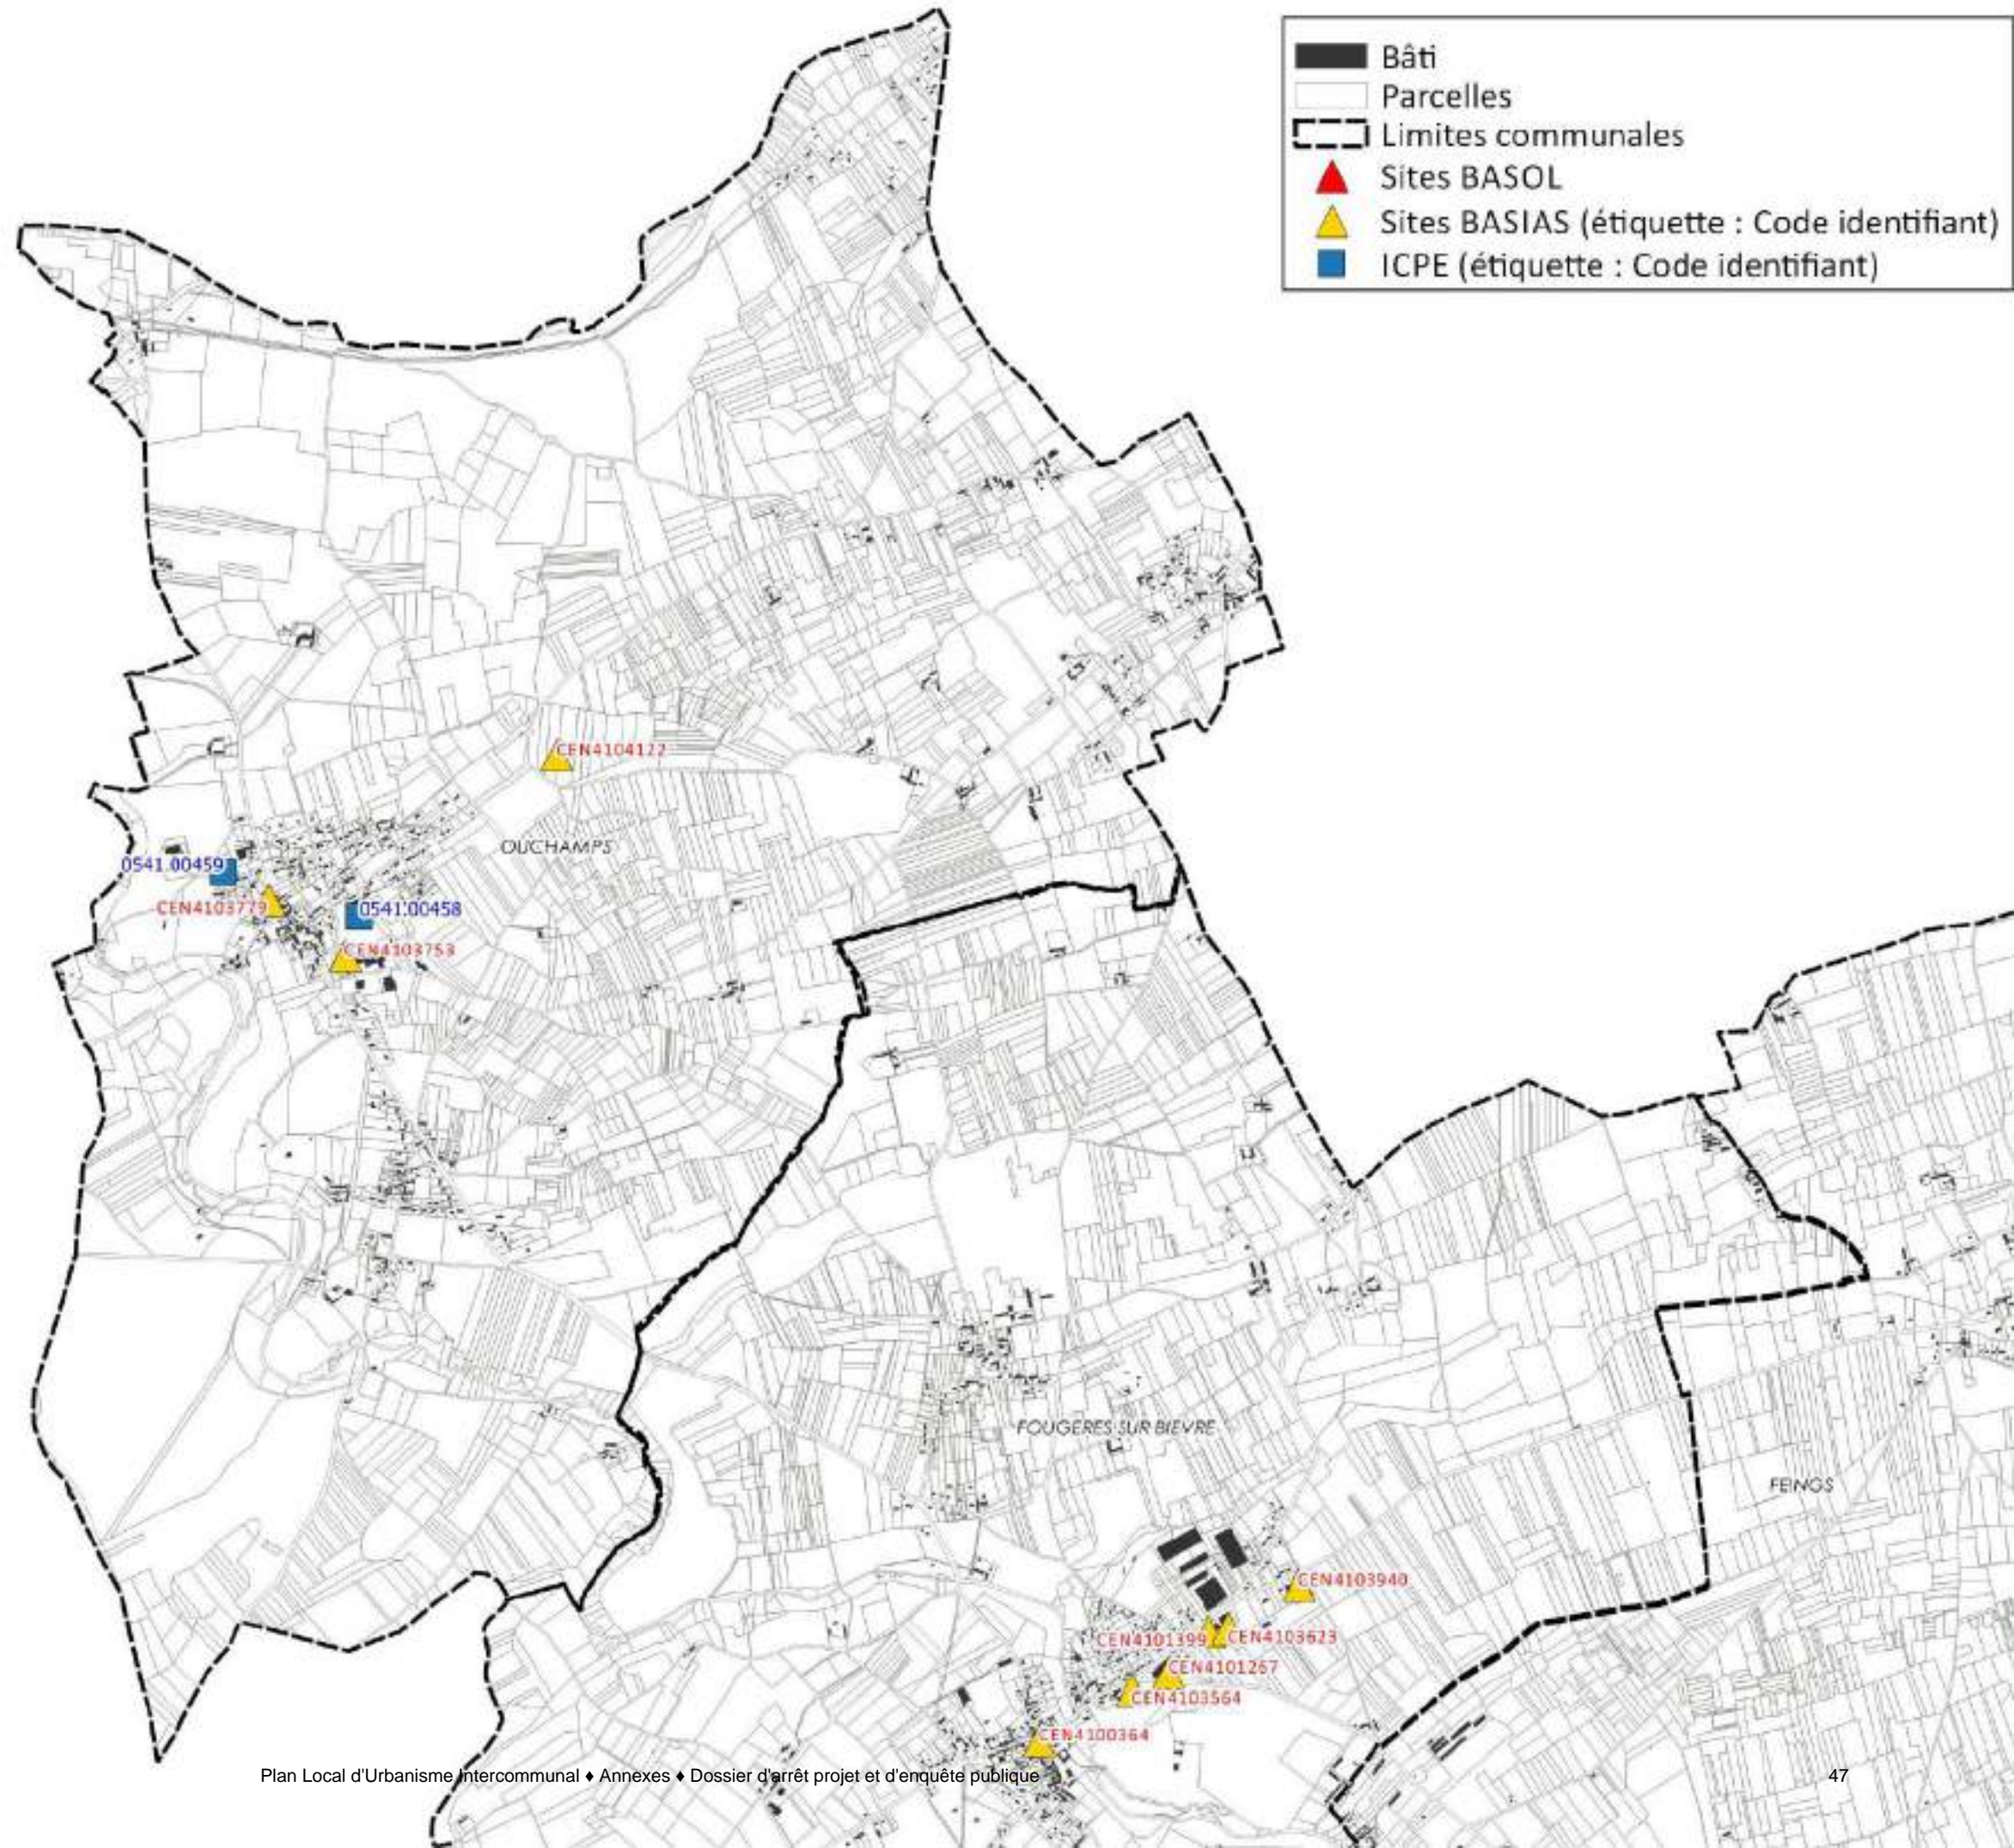 Bâti
Parcelles
Limites communales
Sites BASOL
Sites BASIAS (étiquette : Code identifiant)
ICPE (étiquette : Code identifiant)
CEN4104122
OUCHAMPS
0541.00459
CEN4103779
0541.00458
CEN4103753
FOUGERES SUR BIEVRE
FEINGS
CEN4103940
CEN4101399
CEN4103623
CEN4101267
CEN4103564
CEN4100364
Plan Local d'Urbanisme Intercommunal ♦ Annexes ♦ Dossier d'arrêt projet et d'enquête publique
47